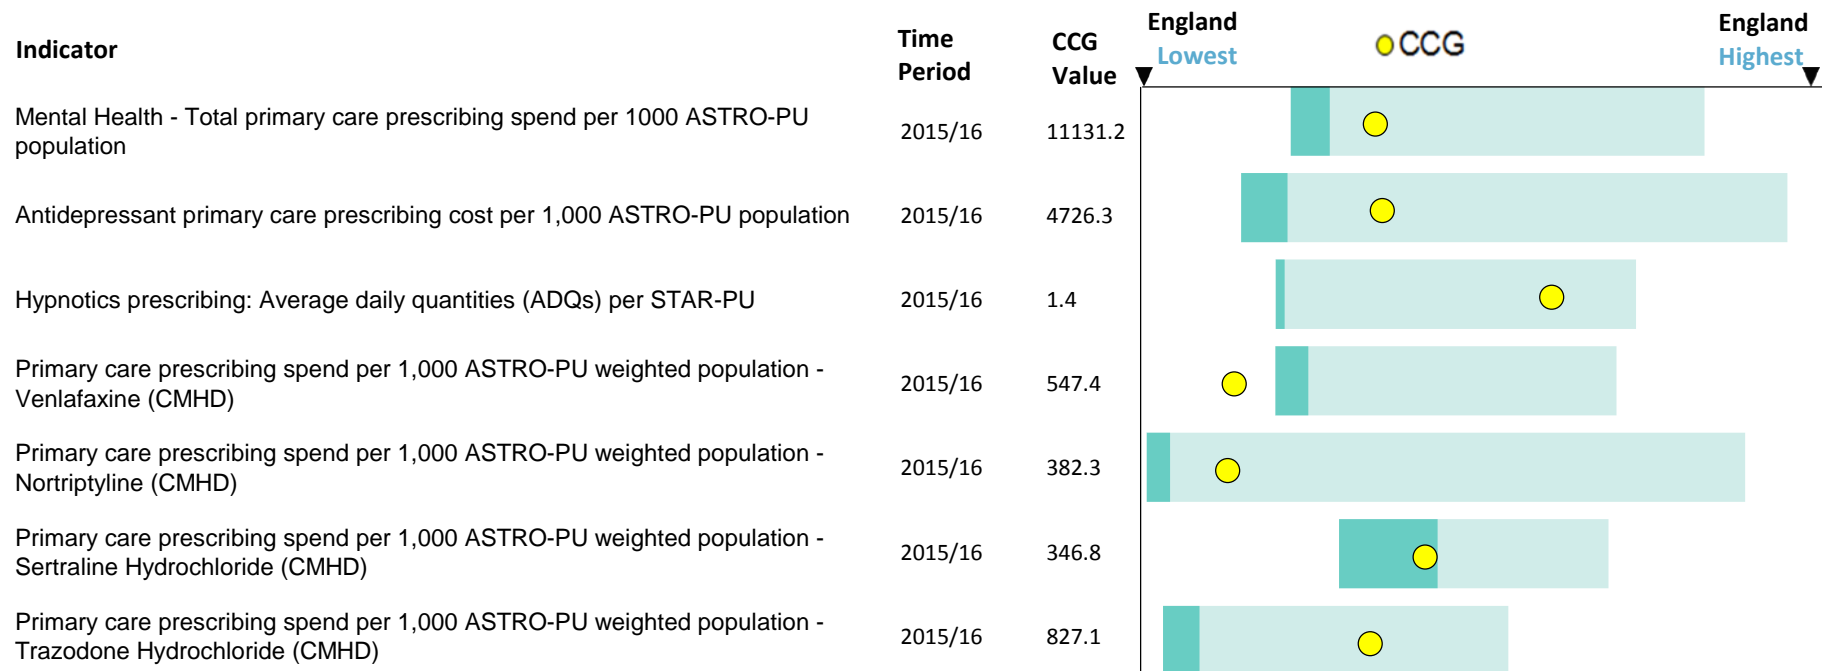 Indicator
Time Period
CCG Value
England Lowest
CCG
England Highest
Mental Health - Total primary care prescribing spend per 1000 ASTRO-PU
population
2015/16
11131.2
Antidepressant primary care prescribing cost per 1,000 ASTRO-PU population
2015/16
4726.3
Hypnotics prescribing: Average daily quantities (ADQs) per STAR-PU
2015/16
1.4
Primary care prescribing spend per 1,000 ASTRO-PU weighted population -
Venlafaxine (CMHD)
2015/16
547.4
Primary care prescribing spend per 1,000 ASTRO-PU weighted population -
Nortriptyline (CMHD)
2015/16
382.3
Primary care prescribing spend per 1,000 ASTRO-PU weighted population -
Sertraline Hydrochloride (CMHD)
2015/16
346.8
Primary care prescribing spend per 1,000 ASTRO-PU weighted population -
Trazodone Hydrochloride (CMHD)
2015/16
827.1